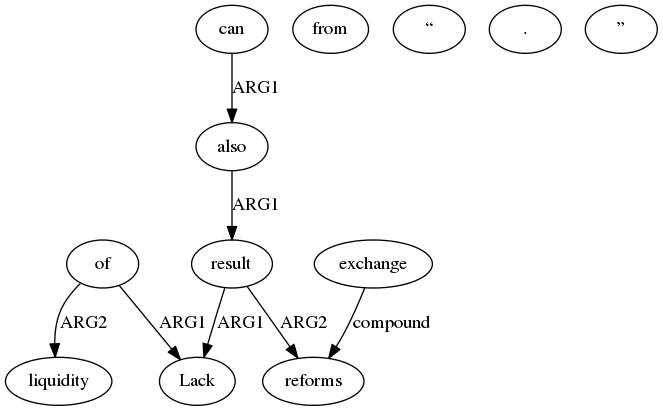 can from “ . ”
ARG1
also
ARG1
of result exchange
ARG2 ARG1 ARG1 ARG2 compound
liquidity Lack reforms